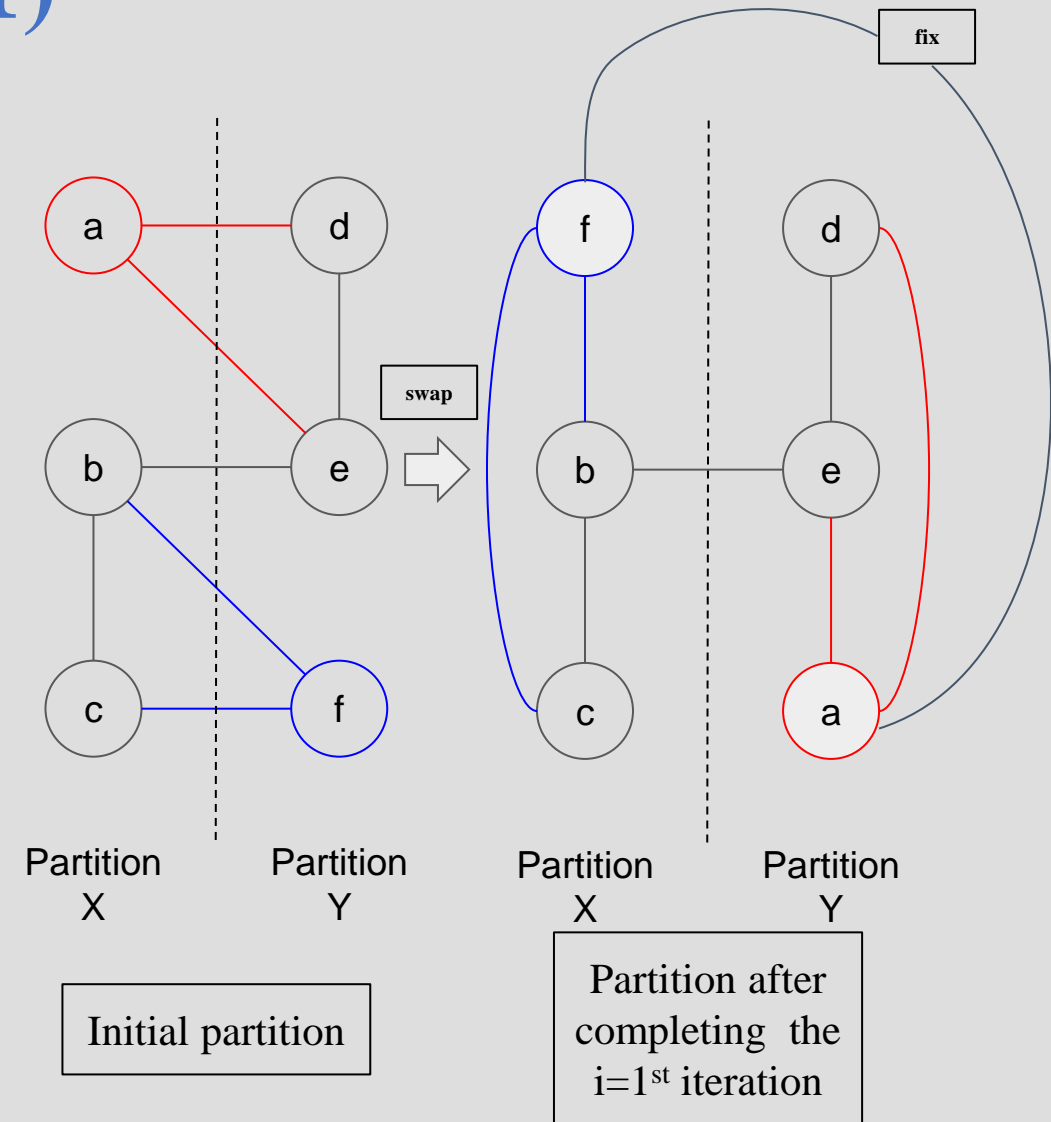 fix
a
d
f
d
swap
b
e
b
e
c
f
c
a
Partition
X
Partition
Y
Partition
X
Partition
Y
Initial partition
Partition after
completing the
i=1st iteration